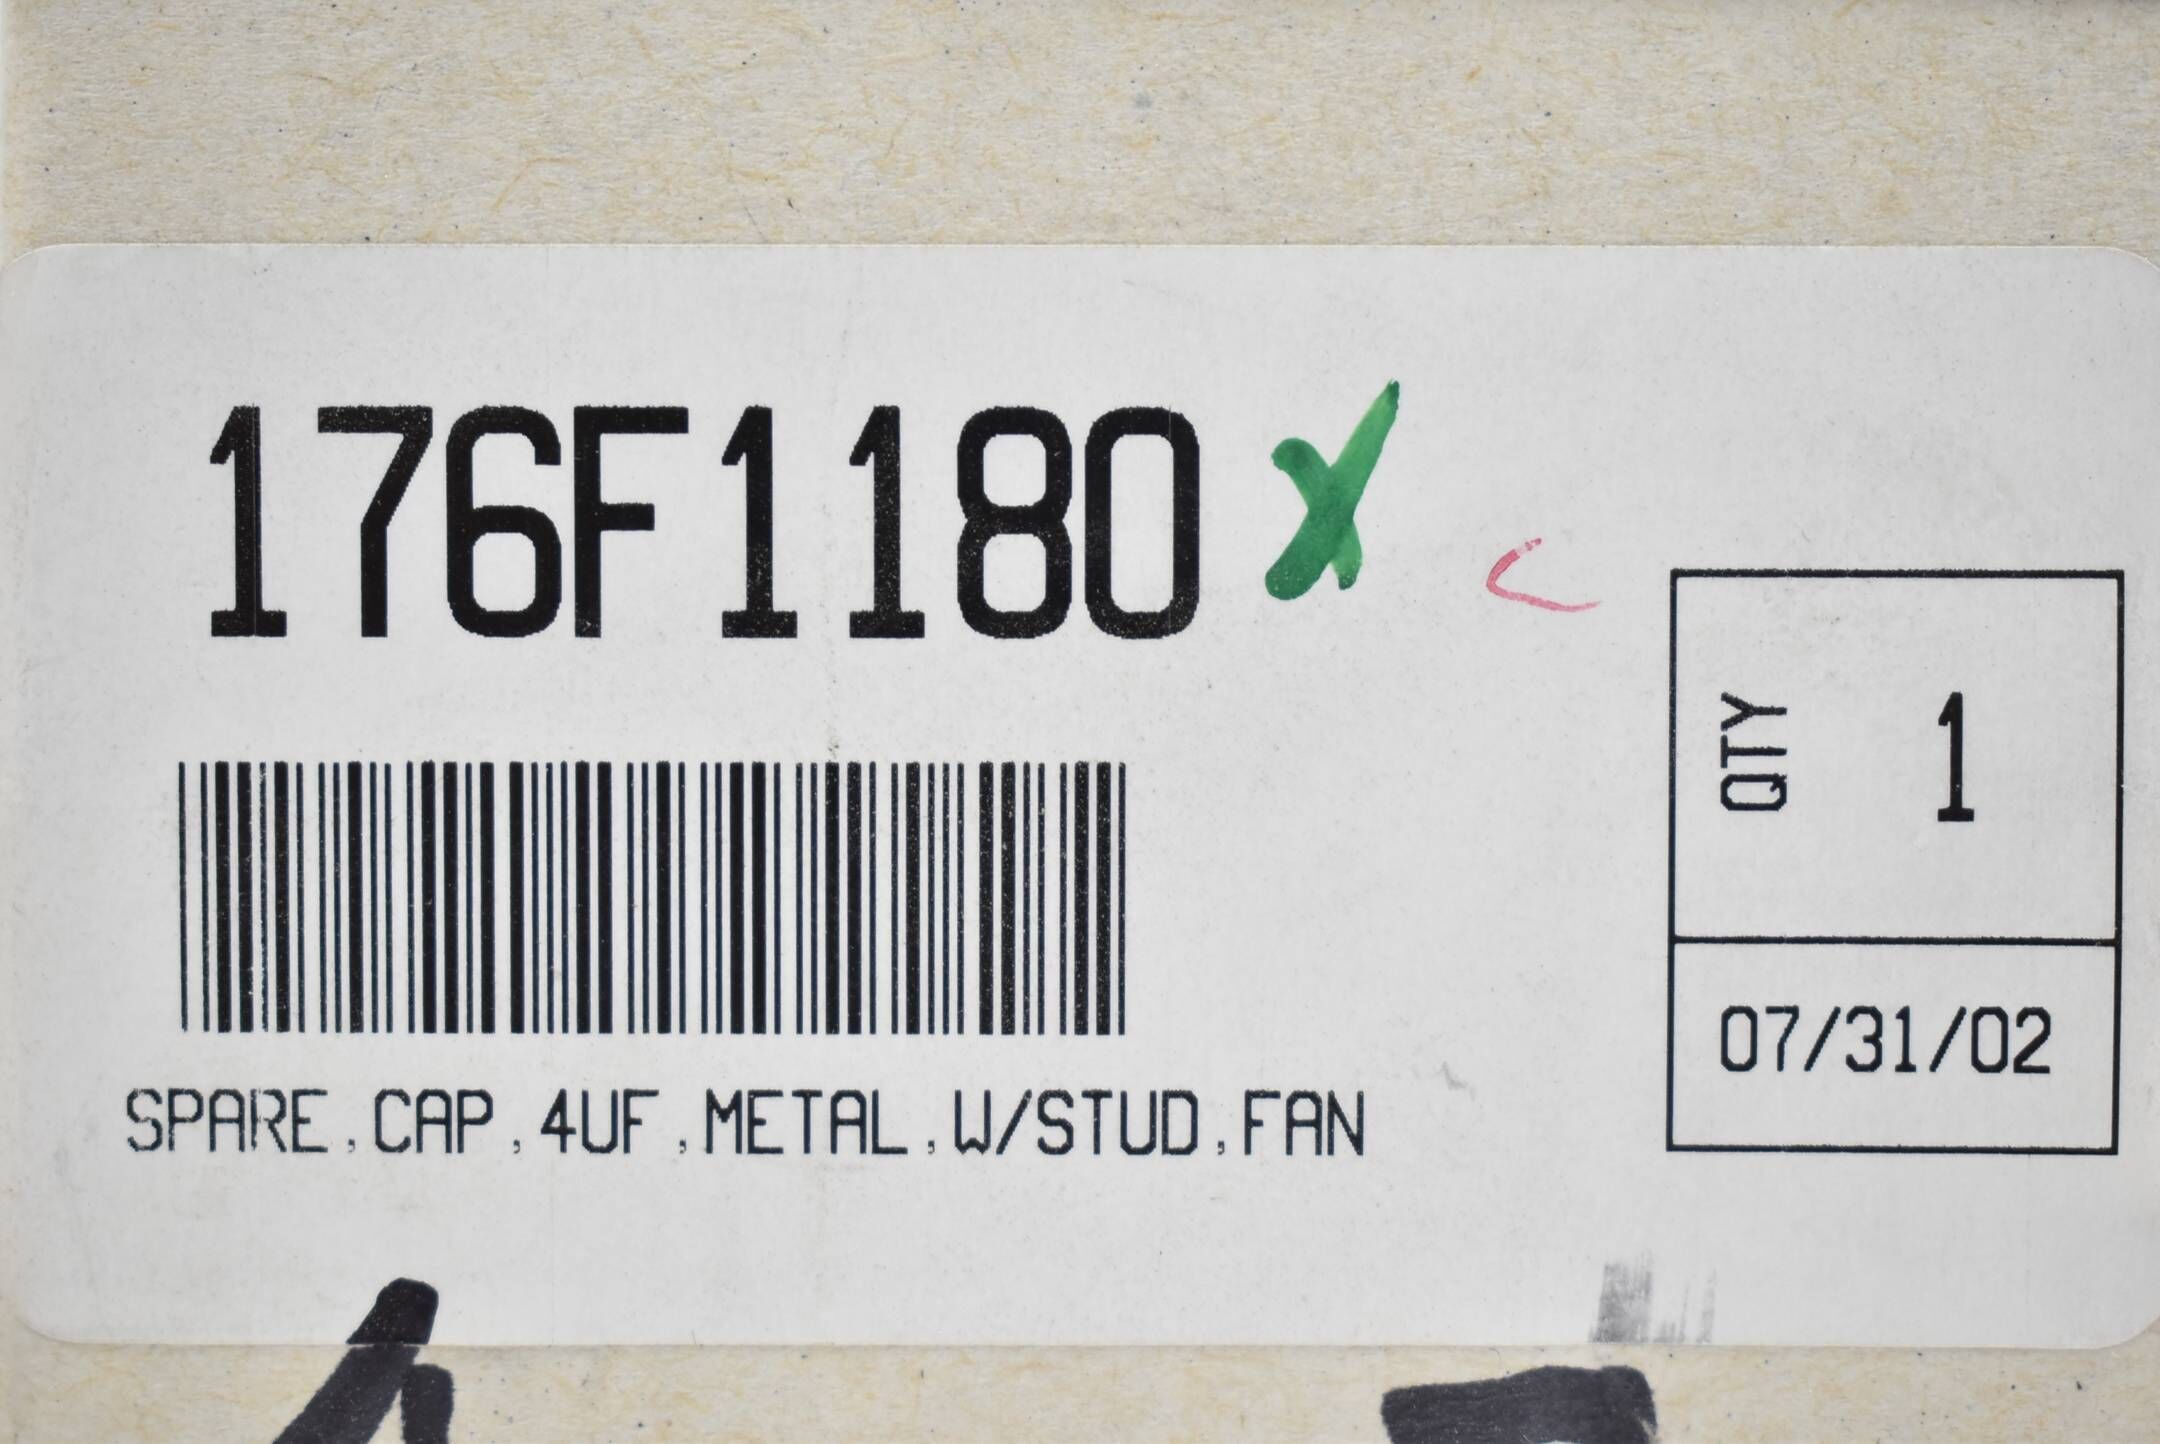 176F1180 X
QTY 1
07/31/02
SPARE,CAP,4UF,METAL,W/STUD,FAN